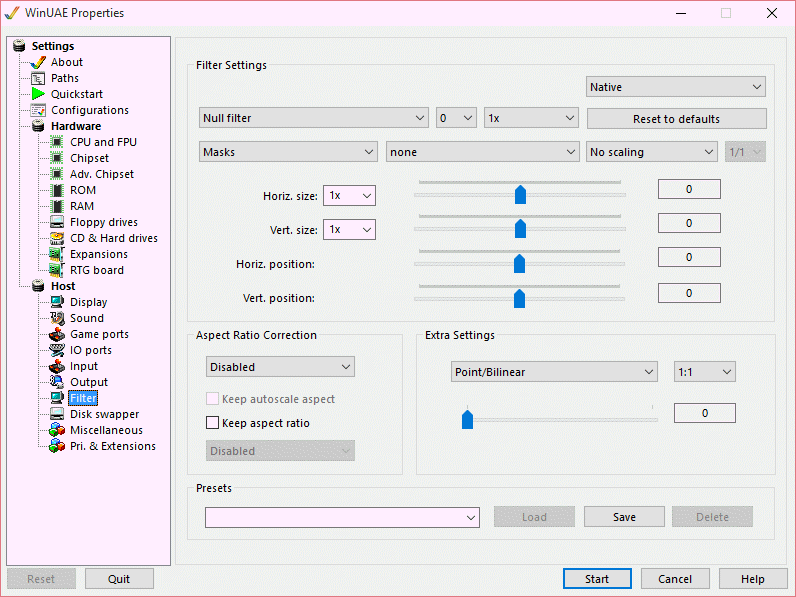 WinUAE Properties
Settings
About
Paths
Quickstart
Configurations
Hardware
CPU and FPU
Chipset
Adv. Chipset
ROM
RAM
Floppy drives
CD & Hard drives
Expansions
RTG board
Host
Display
Sound
Game ports
IO ports
Input
Output
Filter
Disk swapper
Miscellaneous
Pri. & Extensions
Filter Settings
Native
Null filter 0 1x Reset to defaults
Masks none No scaling 1/1
Horiz. size: 1x 0
Vert. size: 1x 0
Horiz. position: 0
Vert. position: 0
Aspect Ratio Correction
Disabled
Keep autoscale aspect
Keep aspect ratio
Disabled
Extra Settings
Point/Bilinear 1:1
0
Presets
Load Save Delete
Reset Quit Start Cancel Help